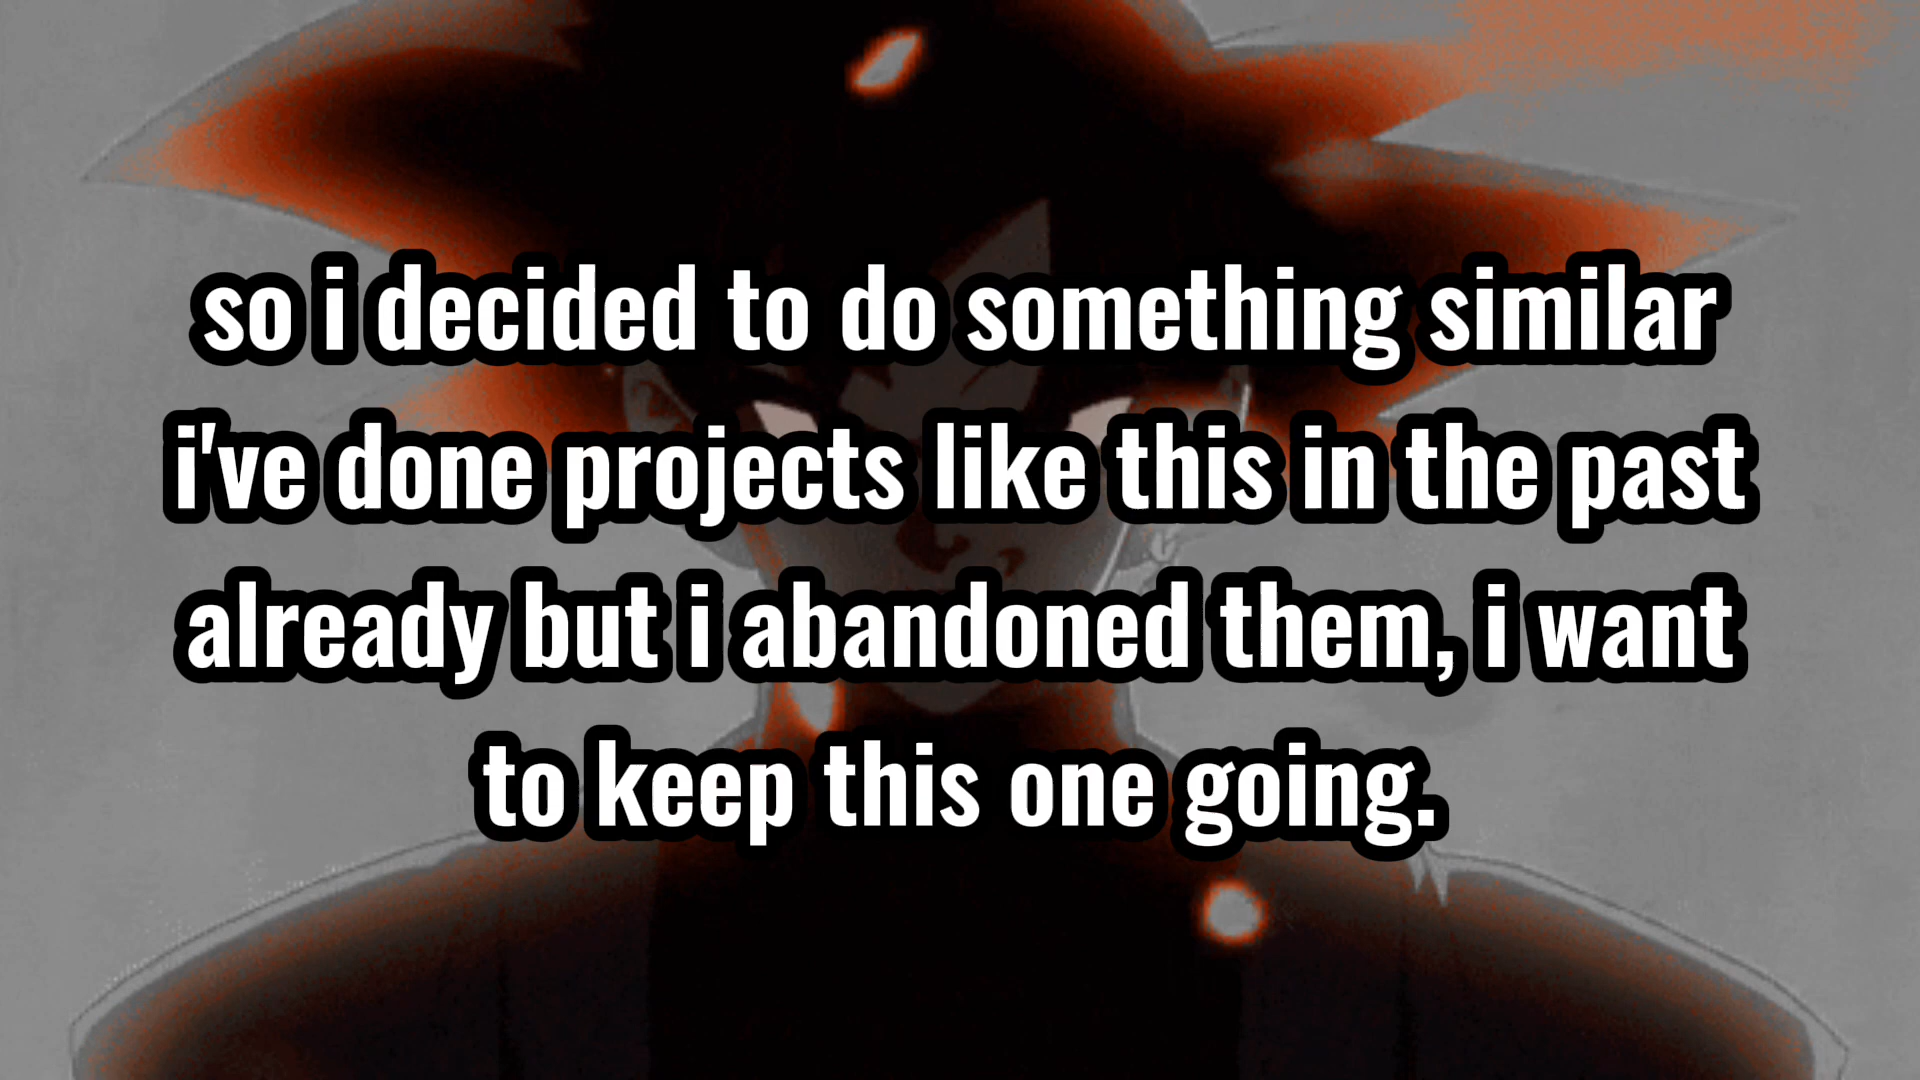 so i decided to do something similar
i've done projects like this in the past
already but i abandoned them, i want
to keep this one going.